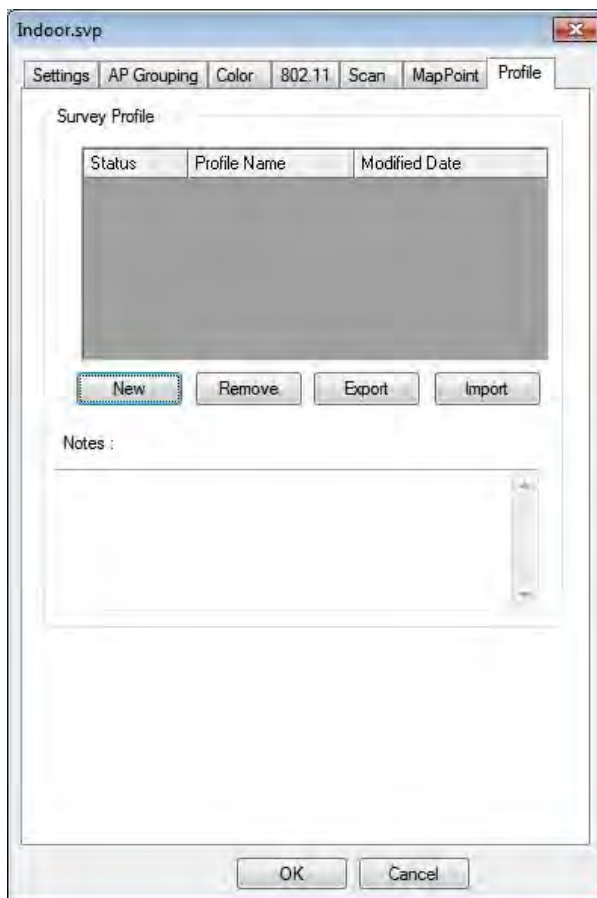 Indoor.svp
Settings AP Grouping Color 802.11 Scan MapPoint Profile
Survey Profile
Status Profile Name Modified Date
New Remove Export Import
Notes :
OK Cancel